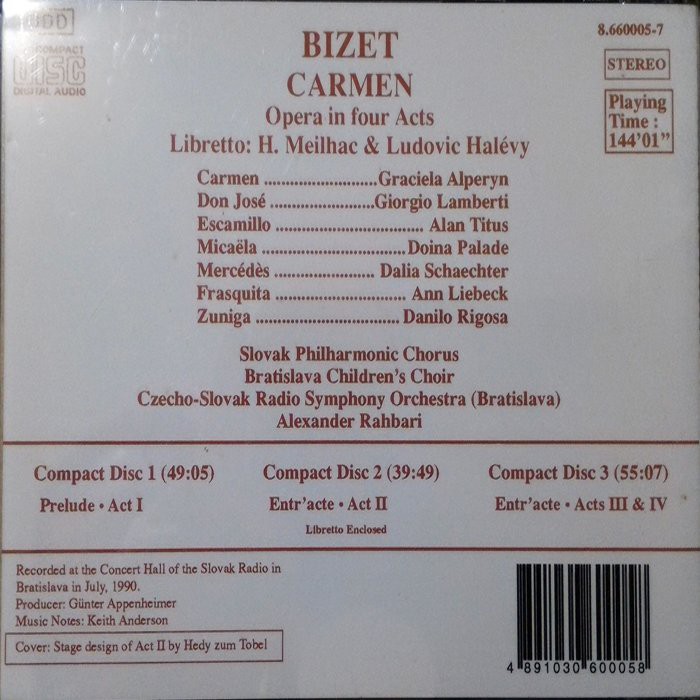 DDD
COMPACT
DISC
DIGITAL AUDIO
8.660005-7
STEREO
Playing
Time :
144'01"
BIZET
CARMEN
Opera in four Acts
Libretto: H. Meilhac & Ludovic Halévy
Carmen ............................Graciela Alperyn
Don José ..........................Giorgio Lamberti
Escamillo ..................................... Alan Titus
Micaëla ...................................Doina Palade
Mercédès ......................... Dalia Schaechter
Frasquita ................................ Ann Liebeck
Zuniga ................................... Danilo Rigosa
Slovak Philharmonic Chorus
Bratislava Children's Choir
Czecho-Slovak Radio Symphony Orchestra (Bratislava)
Alexander Rahbari
Compact Disc 1 (49:05)
Prelude • Act I
Compact Disc 2 (39:49)
Entr'acte • Act II
Libretto Enclosed
Compact Disc 3 (55:07)
Entr'acte • Acts III & IV
Recorded at the Concert Hall of the Slovak Radio in
Bratislava in July, 1990.
Producer: Günter Appenheimer
Music Notes: Keith Anderson
Cover: Stage design of Act II by Hedy zum Tobel
4 891030 600058